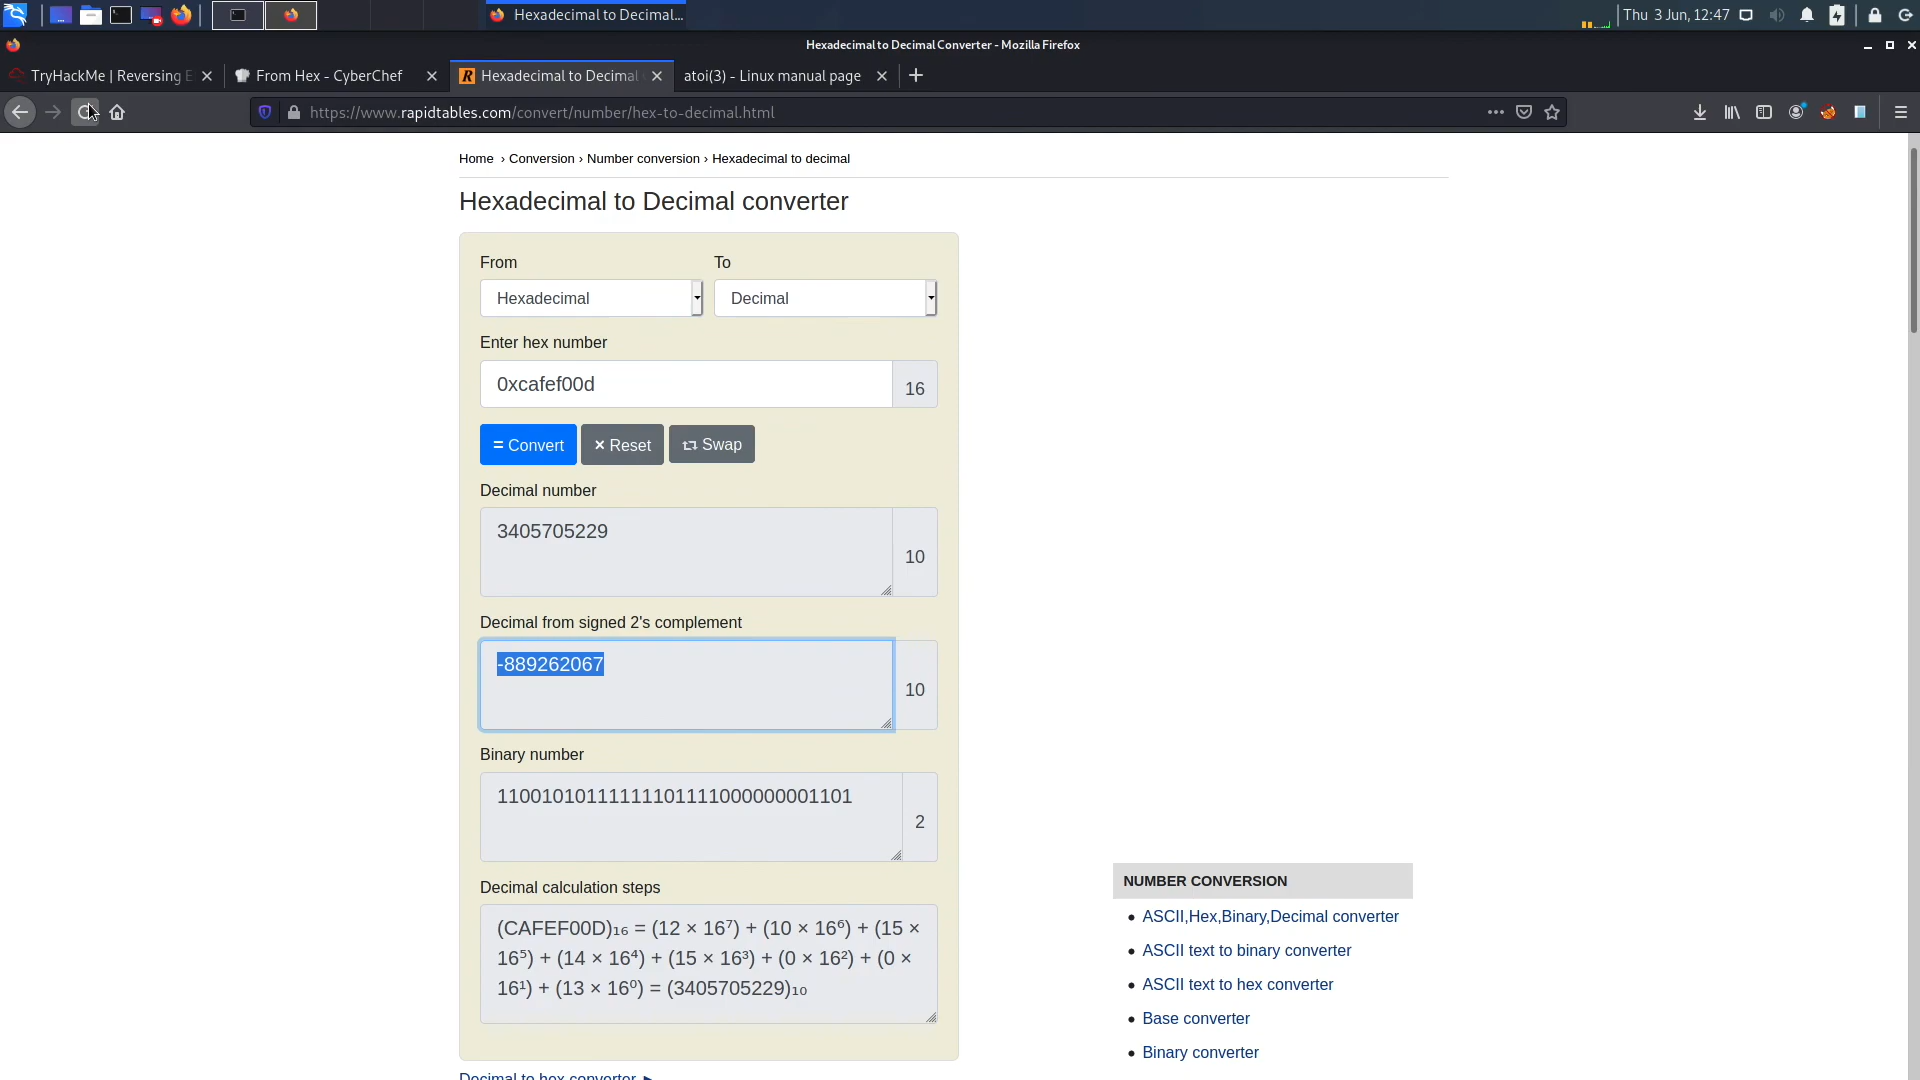 Hexadecimal to Decimal...
Thu 3 Jun, 12:47
Hexadecimal to Decimal Converter - Mozilla Firefox
TryHackMe | Reversing E
From Hex - CyberChef
Hexadecimal to Decimal
atoi(3) - Linux manual page
https://www.rapidtables.com/convert/number/hex-to-decimal.html
Home › Conversion › Number conversion › Hexadecimal to decimal
Hexadecimal to Decimal converter
From To
Hexadecimal Decimal
Enter hex number
0xcafef00d 16
= Convert × Reset Swap
Decimal number
3405705229
10
Decimal from signed 2's complement
-889262067
10
Binary number
11001010111111101111000000001101
2
Decimal calculation steps
(CAFEF00D)₁₆ = (12 × 16⁷) + (10 × 16⁶) + (15 ×
16⁵) + (14 × 16⁴) + (15 × 16³) + (0 × 16²) + (0 ×
16¹) + (13 × 16⁰) = (3405705229)₁₀
Decimal to hex converter ►
NUMBER CONVERSION
ASCII,Hex,Binary,Decimal converter
ASCII text to binary converter
ASCII text to hex converter
Base converter
Binary converter